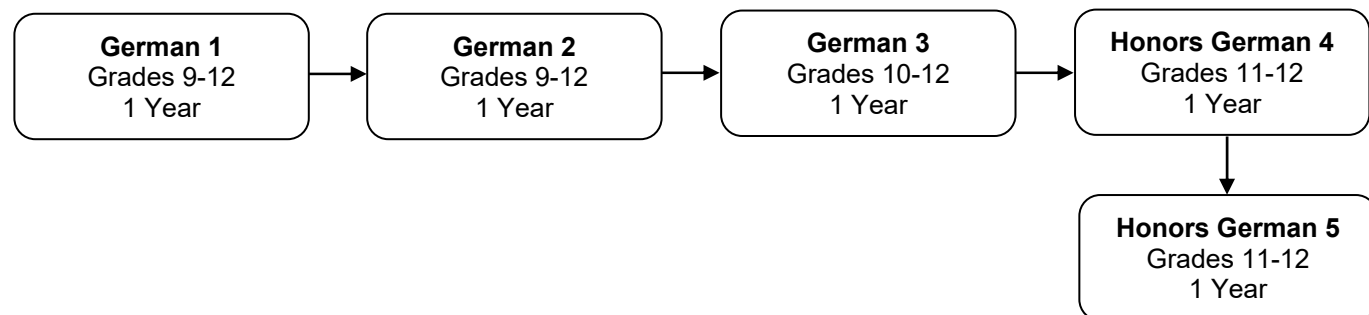 German 1
Grades 9-12
1 Year
German 2
Grades 9-12
1 Year
German 3
Grades 10-12
1 Year
Honors German 4
Grades 11-12
1 Year
Honors German 5
Grades 11-12
1 Year